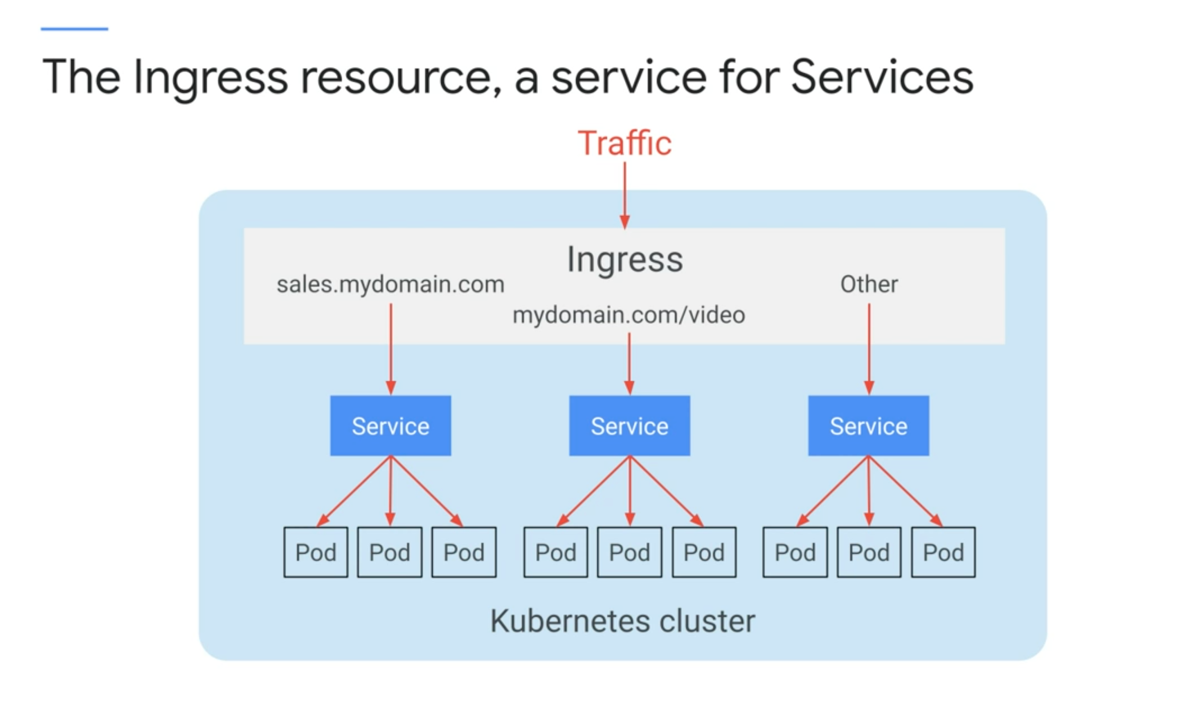 The Ingress resource, a service for Services
Traffic
Ingress
sales.mydomain.com
Other
mydomain.com/video
Service
Service
Service
Pod
Pod
Pod
Pod
Pod
Pod
Pod
Pod
Pod
Kubernetes cluster